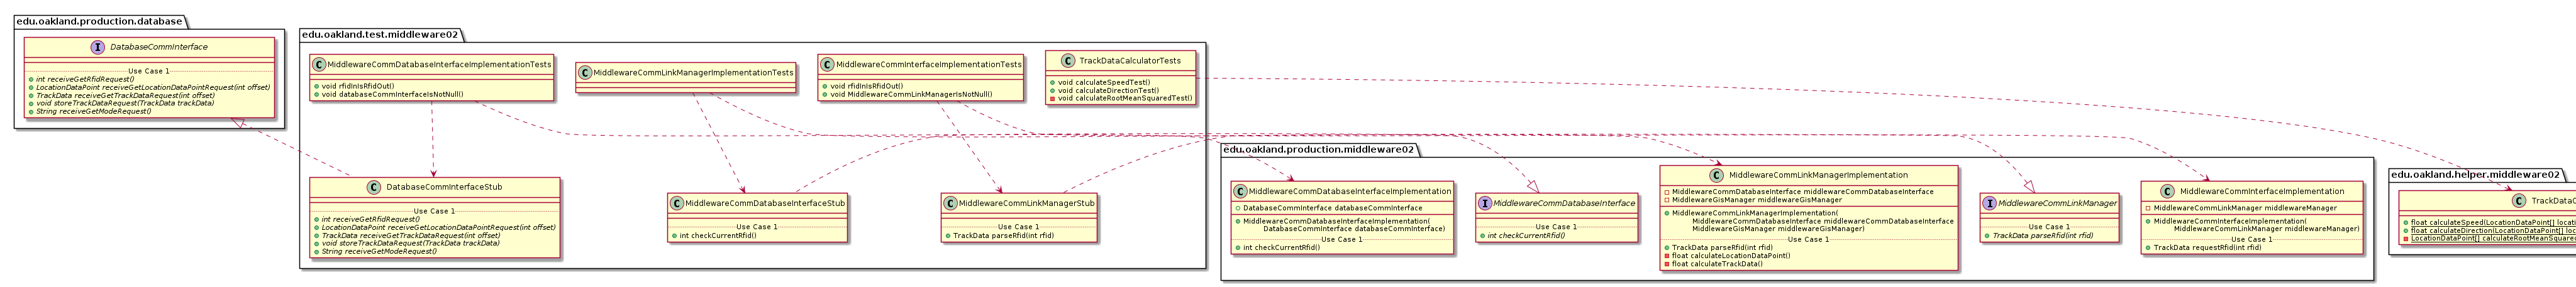 edu.oakland.production.database
I DatabaseCommInterface
Use Case 1
int receiveGetRfidRequest()
LocationDataPoint receiveGetLocationDataPointRequest(int offset)
TrackData receiveGetTrackDataRequest(int offset)
void storeTrackDataRequest(TrackData trackData)
String receiveGetModeRequest()
edu.oakland.test.middleware02
C MiddlewareCommDatabaseInterfaceImplementationTests
void rfidInIsRfidOut()
void databaseCommInterfaceIsNotNull()
C MiddlewareCommLinkManagerImplementationTests
C MiddlewareCommInterfaceImplementationTests
void rfidInIsRfidOut()
void MiddlewareCommLinkManagerIsNotNull()
C TrackDataCalculatorTests
void calculateSpeedTest()
void calculateDirectionTest()
void calculateRootMeanSquaredTest()
C DatabaseCommInterfaceStub
Use Case 1
int receiveGetRfidRequest()
LocationDataPoint receiveGetLocationDataPointRequest(int offset)
TrackData receiveGetTrackDataRequest(int offset)
void storeTrackDataRequest(TrackData trackData)
String receiveGetModeRequest()
C MiddlewareCommDatabaseInterfaceStub
Use Case 1
int checkCurrentRfid()
C MiddlewareCommLinkManagerStub
Use Case 1
TrackData parseRfid(int rfid)
edu.oakland.production.middleware02
C MiddlewareCommDatabaseInterfaceImplementation
DatabaseCommInterface databaseCommInterface
MiddlewareCommDatabaseInterfaceImplementation(
DatabaseCommInterface databaseCommInterface)
Use Case 1
int checkCurrentRfid()
I MiddlewareCommDatabaseInterface
Use Case 1
int checkCurrentRfid()
C MiddlewareCommLinkManagerImplementation
MiddlewareCommDatabaseInterface middlewareCommDatabaseInterface
MiddlewareGisManager middlewareGisManager
MiddlewareCommLinkManagerImplementation(
MiddlewareCommDatabaseInterface middlewareCommDatabaseInterface
MiddlewareGisManager middlewareGisManager)
Use Case 1
TrackData parseRfid(int rfid)
float calculateLocationDataPoint()
float calculateTrackData()
I MiddlewareCommLinkManager
Use Case 1
TrackData parseRfid(int rfid)
C MiddlewareCommInterfaceImplementation
MiddlewareCommLinkManager middlewareManager
MiddlewareCommInterfaceImplementation(
MiddlewareCommLinkManager middlewareManager)
Use Case 1
TrackData requestRfid(int rfid)
edu.oakland.helper.middleware02
C TrackDataC
float calculateSpeed(LocationDataPoint[] locati
float calculateDirection(LocationDataPoint[] loc
LocationDataPoint[] calculateRootMeanSquared